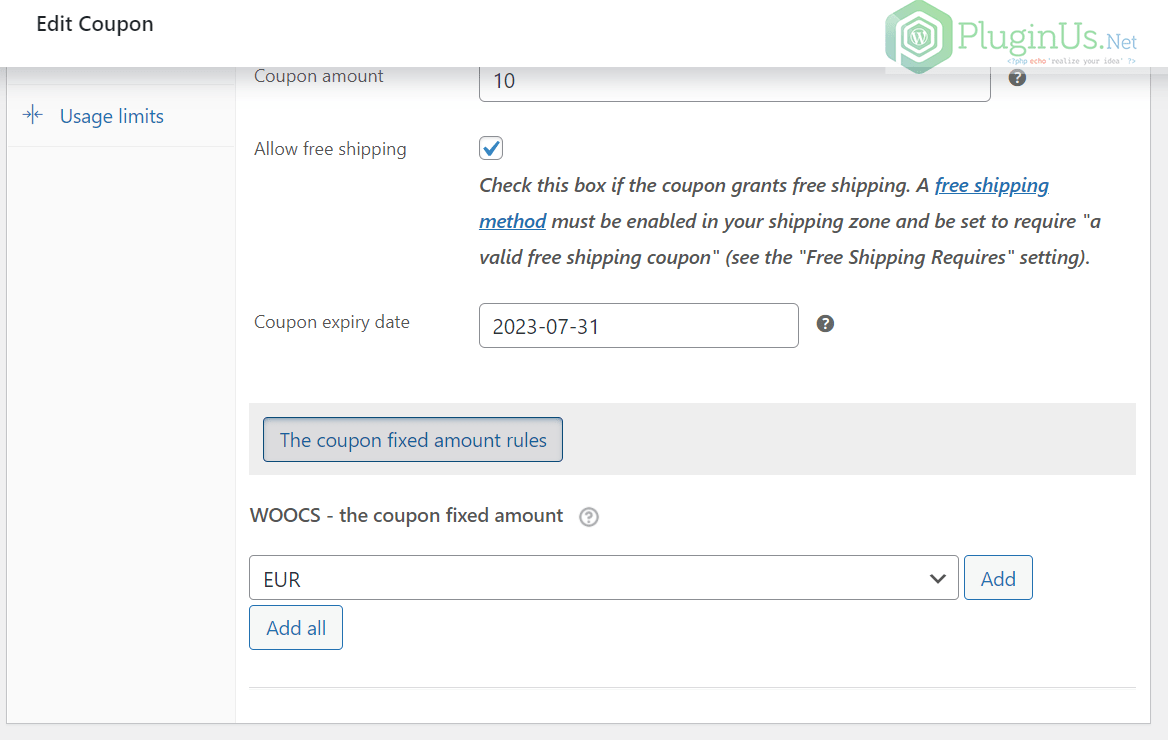 Edit Coupon
PluginUs.Net
<?php echo 'realize your idea' ?>
Coupon amount
10
?
Usage limits
Allow free shipping
Check this box if the coupon grants free shipping. A free shipping
method must be enabled in your shipping zone and be set to require "a
valid free shipping coupon" (see the "Free Shipping Requires" setting).
Coupon expiry date
2023-07-31
?
The coupon fixed amount rules
WOOCS - the coupon fixed amount
?
EUR
Add
Add all